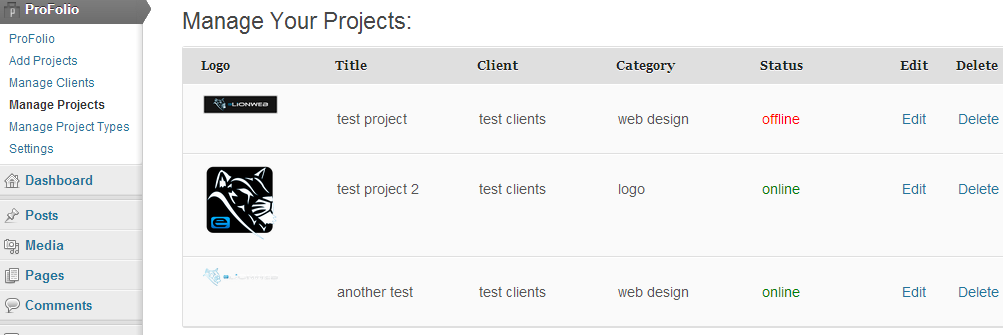 ProFolio
ProFolio
Add Projects
Manage Clients
Manage Projects
Manage Project Types
Settings
Dashboard
Posts
Media
Pages
Comments
Manage Your Projects:
Logo Title Client Category Status Edit Delete
LIONWEB test project test clients web design offline Edit Delete
e test project 2 test clients logo online Edit Delete
another test test clients web design online Edit Delete